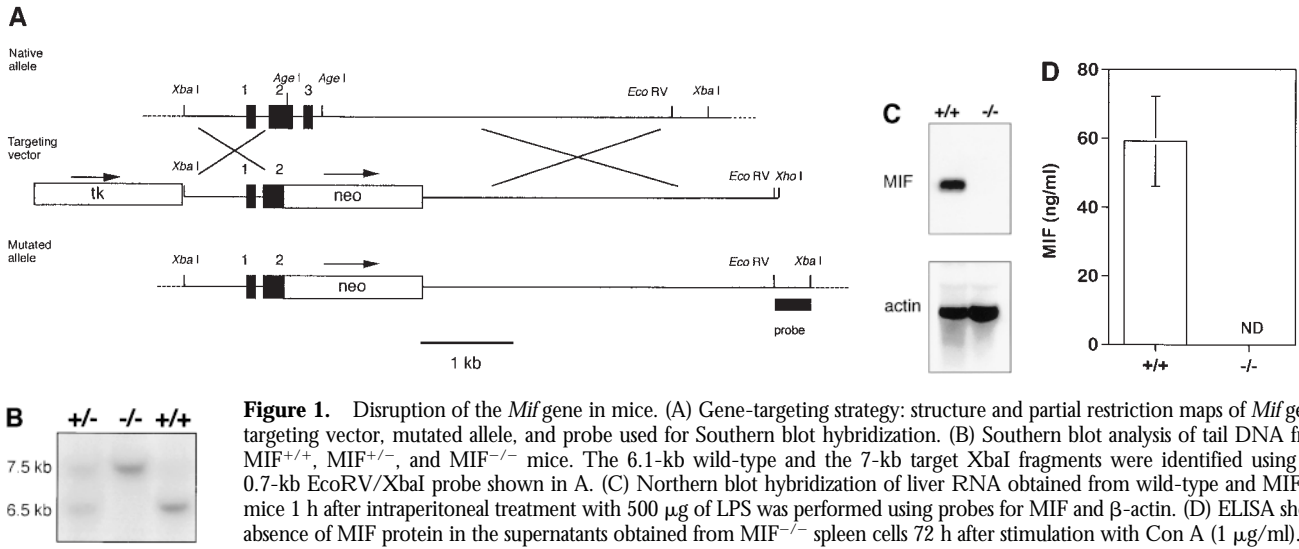 A
Native
allele
Xba I
1
2
Age I
3
Age I
Eco RV
Xba I
Targeting
vector
Xba I
1
2
tk
neo
Eco RV
Xho I
Mutated
allele
Xba I
1
2
neo
Eco RV
Xba I
probe
1 kb
C
+/+
-/-
MIF
actin
D
MIF (ng/ml)
80
60
40
20
0
ND
+/+
-/-
B
+/-
-/-
+/+
7.5 kb
6.5 kb
Figure 1. Disruption of the Mif gene in mice. (A) Gene-targeting strategy: structure and partial restriction maps of Mif
targeting vector, mutated allele, and probe used for Southern blot hybridization. (B) Southern blot analysis of tail DNA
MIF+/+, MIF+/−, and MIF−/− mice. The 6.1-kb wild-type and the 7-kb target XbaI fragments were identified using
0.7-kb EcoRV/XbaI probe shown in A. (C) Northern blot hybridization of liver RNA obtained from wild-type and MIF
mice 1 h after intraperitoneal treatment with 500 μg of LPS was performed using probes for MIF and β-actin. (D) ELISA
absence of MIF protein in the supernatants obtained from MIF−/− spleen cells 72 h after stimulation with Con A (1 μg/ml).